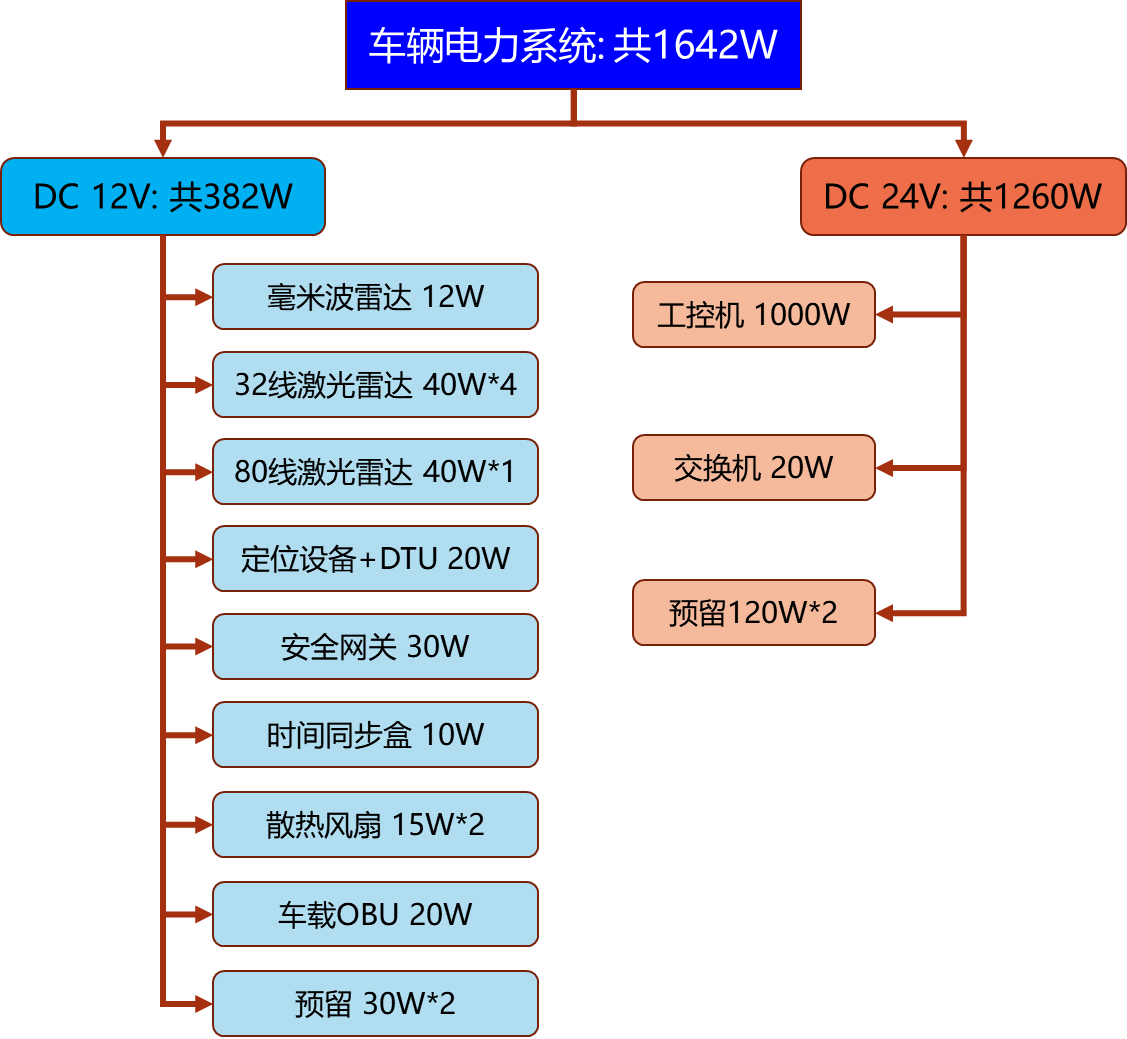 车辆电力系统: 共1642W
DC 12V: 共382W
毫米波雷达 12W
32线激光雷达 40W*4
80线激光雷达 40W*1
定位设备+DTU 20W
安全网关 30W
时间同步盒 10W
散热风扇 15W*2
车载OBU 20W
预留 30W*2
DC 24V: 共1260W
工控机 1000W
交换机 20W
预留120W*2